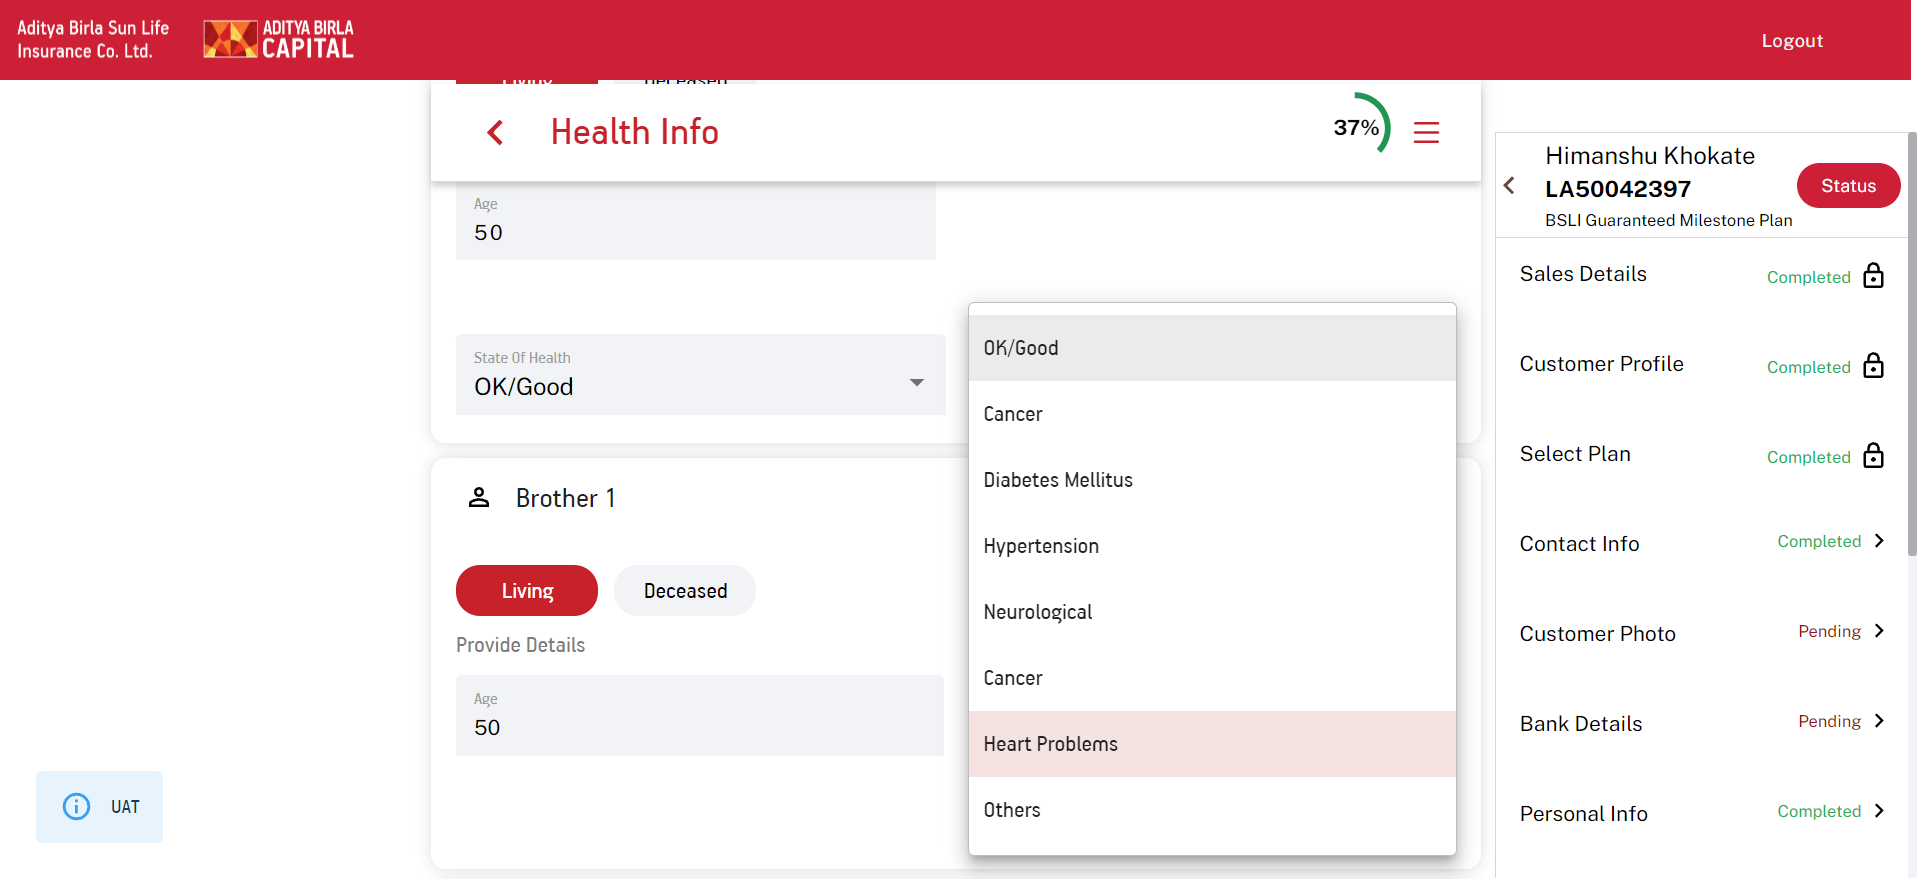 Aditya Birla Sun Life
Insurance Co. Ltd.
ADITYA BIRLA
CAPITAL
Logout
Living
Deceased
Health Info
37%
Age
50
State Of Health
OK/Good
Brother 1
Living
Deceased
Provide Details
Age
50
OK/Good
Cancer
Diabetes Mellitus
Hypertension
Neurological
Cancer
Heart Problems
Others
UAT
Himanshu Khokate
LA50042397
BSLI Guaranteed Milestone Plan
Status
Sales Details Completed
Customer Profile Completed
Select Plan Completed
Contact Info Completed
Customer Photo Pending
Bank Details Pending
Personal Info Completed